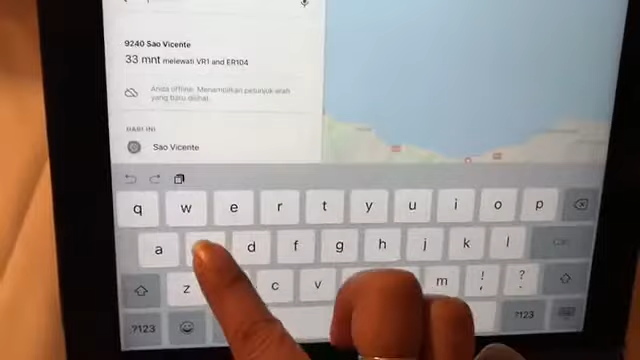 9240 Sao Vicente
33 mnt melewati VR1 and ER104
Anda offline. Menampilkan petunjuk arah
yang baru dilihat.
HARI INI
Sao Vicente
q w e r t y u i o p
a d f g h j k l
z c v m ! , ? .
?123 ?123